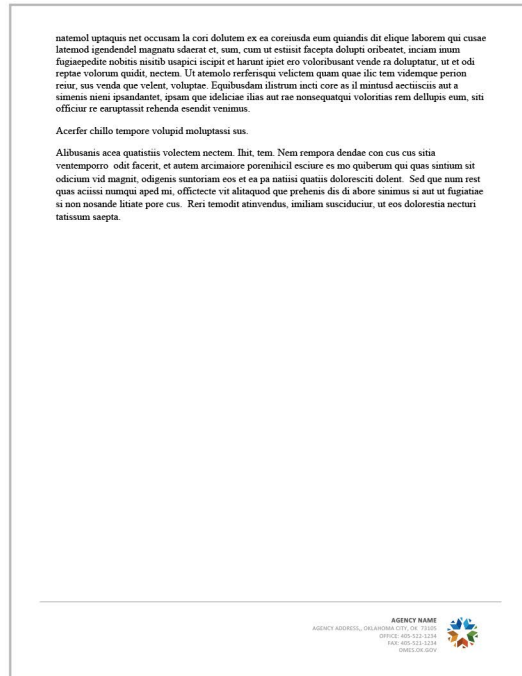 natemol uptaquis net occusam la cori dolutem ex ea coreiusda eum quiandis dit elique laborem qui cusae
latemod igendendel magnatu sdaerat et, sum, cum ut estiisit facepta dolupti oribeatet, inciam inum
fugiaepedite nobitis nisitib usapici iscipit et harunt ipiet ero voloribusant vende ra doluptatur, ut et odi
reptae volorum quidit, nectem. Ut atemolo rerferisqui velictem quam quae ilic tem videmque perion
reiur, sus venda que velent, voluptae. Equibusdam ilistrum incti core as il mintusd aectiisciis aut a
simenis nieni ipsandantet, ipsam que ideliciae ilias aut rae nonsequatqui voloritias rem dellupis eum, siti
officiur re earuptassit rehenda esendit venimus.
Acerfer chillo tempore volupid moluptassi sus.
Alibusanis acea quatistiis volectem nectem. Ihit, tem. Nem rempora dendae con cus cus sitia
ventemporro odit facerit, et autem arcimaiore porenihicil esciure es mo quiberum qui quas sintium sit
odicium vid magnit, odigenis suntoriam eos et ea pa natiisi quatiis doloresciti dolent. Sed que num rest
quas aciissi numqui aped mi, offictecte vit alitaquod que prehenis dis di abore sinimus si aut ut fugiatiae
si non nosande litiate pore cus. Reri temodit atinvendus, imiliam susciduciur, ut eos dolorestia necturi
tatissum saepta.
AGENCY NAME
AGENCY ADDRESS,, OKLAHOMA CITY, OK 73105
OFFICE: 405-521-1234
FAX: 405-521-1234
OMES.OK.GOV